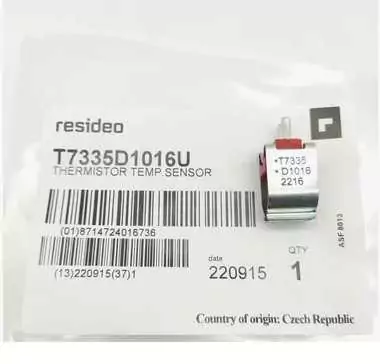 resideo
T7335D1016U
THERMISTOR TEMP.SENSOR
•T7335
•D1016
2216
(01)8714724016736
(13)220915(37)1
date
220915
QTY
1
ASF 8013
Country of origin: Czech Republic